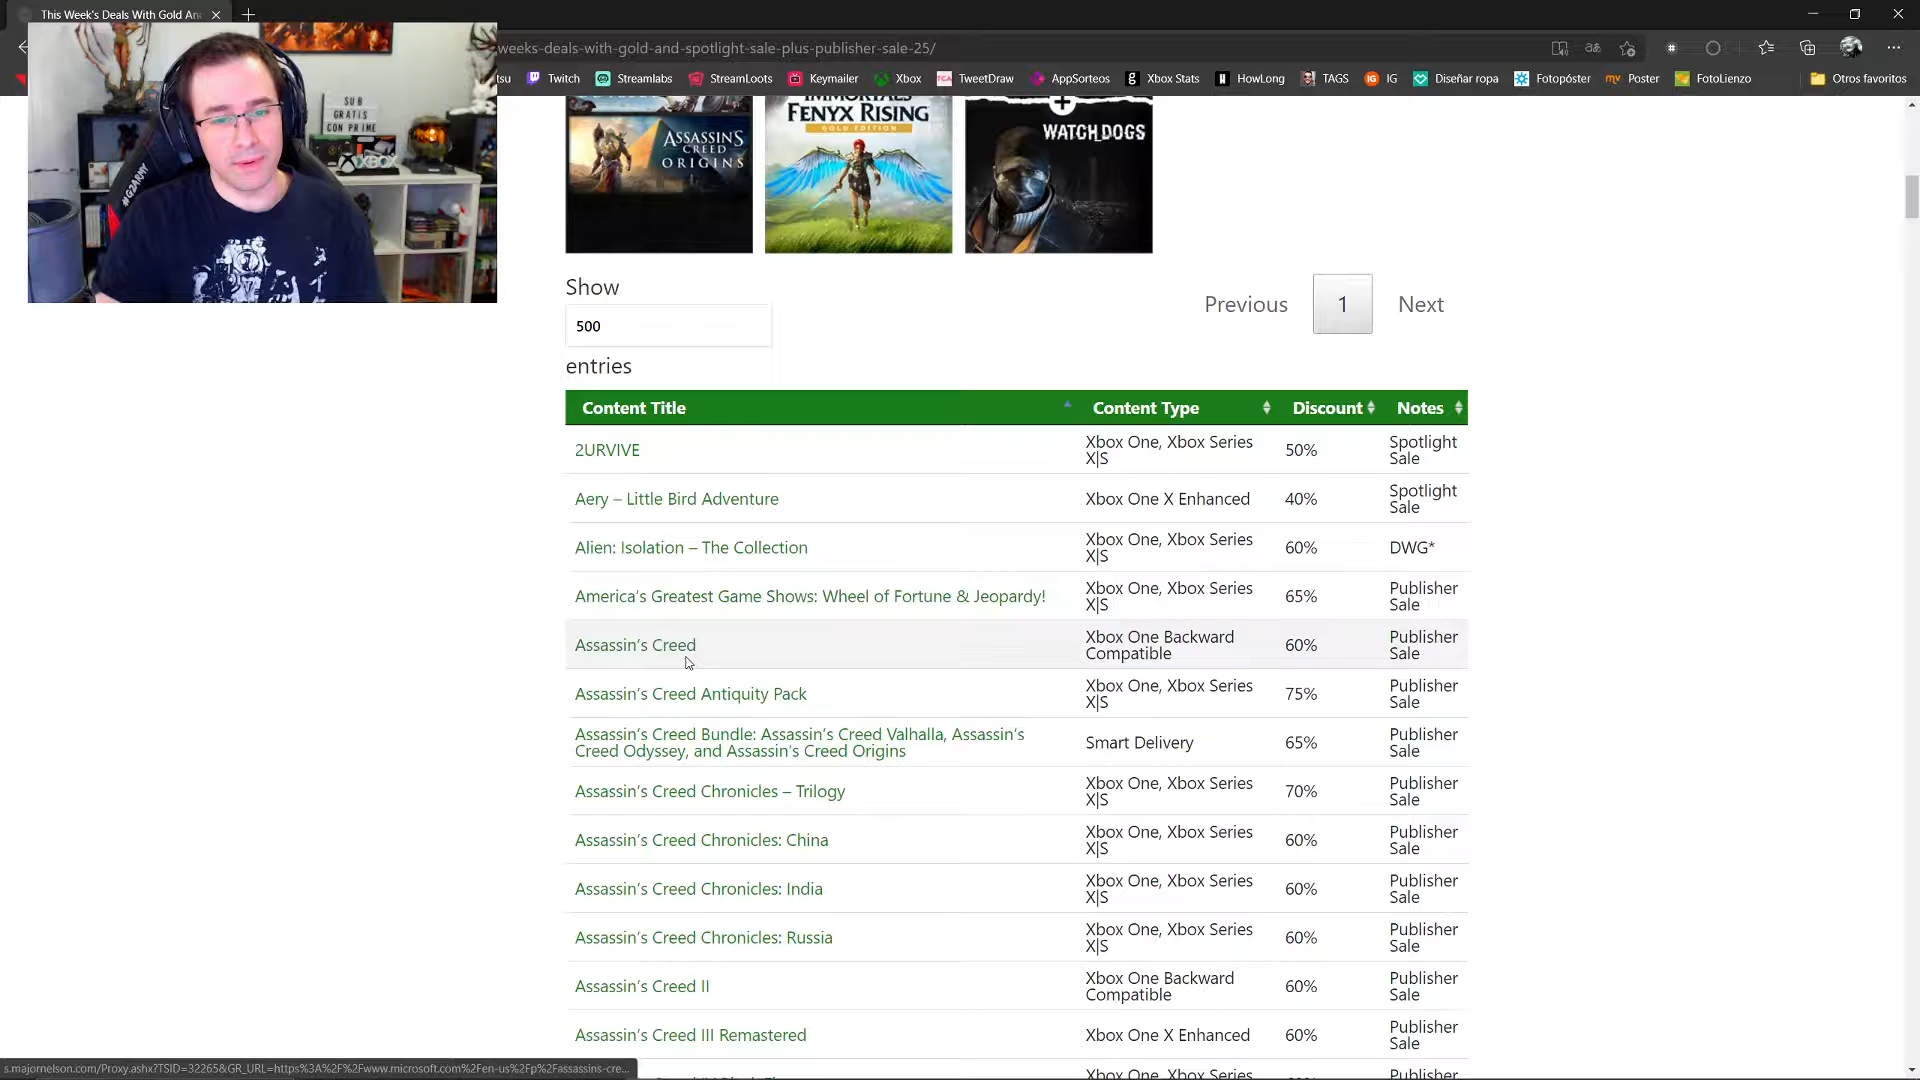 This Week's Deals With Gold An
weeks-deals-with-gold-and-spotlight-sale-plus-publisher-sale-25/
tsu Twitch Streamlabs StreamLoots Keymailer Xbox TweetDraw AppSorteos Xbox Stats HowLong TAGS IG Diseñar ropa Fotopóster Poster FotoLienzo Otros favoritos
SUB
GRATIS
CON PRIME
XBOX
#G2ARMY
ASSASSIN'S
CREED
ORIGINS
IMMORTALS
FENYX RISING
GOLD EDITION
WATCH_DOGS
Show
500
entries
Previous 1 Next
Content Title Content Type Discount Notes
2URVIVE Xbox One, Xbox Series X|S 50% Spotlight Sale
Aery – Little Bird Adventure Xbox One X Enhanced 40% Spotlight Sale
Alien: Isolation – The Collection Xbox One, Xbox Series X|S 60% DWG*
America's Greatest Game Shows: Wheel of Fortune & Jeopardy! Xbox One, Xbox Series X|S 65% Publisher Sale
Assassin's Creed Xbox One Backward Compatible 60% Publisher Sale
Assassin's Creed Antiquity Pack Xbox One, Xbox Series X|S 75% Publisher Sale
Assassin's Creed Bundle: Assassin's Creed Valhalla, Assassin's Creed Odyssey, and Assassin's Creed Origins Smart Delivery 65% Publisher Sale
Assassin's Creed Chronicles – Trilogy Xbox One, Xbox Series X|S 70% Publisher Sale
Assassin's Creed Chronicles: China Xbox One, Xbox Series X|S 60% Publisher Sale
Assassin's Creed Chronicles: India Xbox One, Xbox Series X|S 60% Publisher Sale
Assassin's Creed Chronicles: Russia Xbox One, Xbox Series X|S 60% Publisher Sale
Assassin's Creed II Xbox One Backward Compatible 60% Publisher Sale
Assassin's Creed III Remastered Xbox One X Enhanced 60% Publisher Sale
Xbox One, Xbox Series Publisher
s.majornelson.com/Proxy.ashx?TSID=32265&GR_URL=https%3A%2F%2Fwww.microsoft.com%2Fen-us%2Fp%2Fassassins-cre...